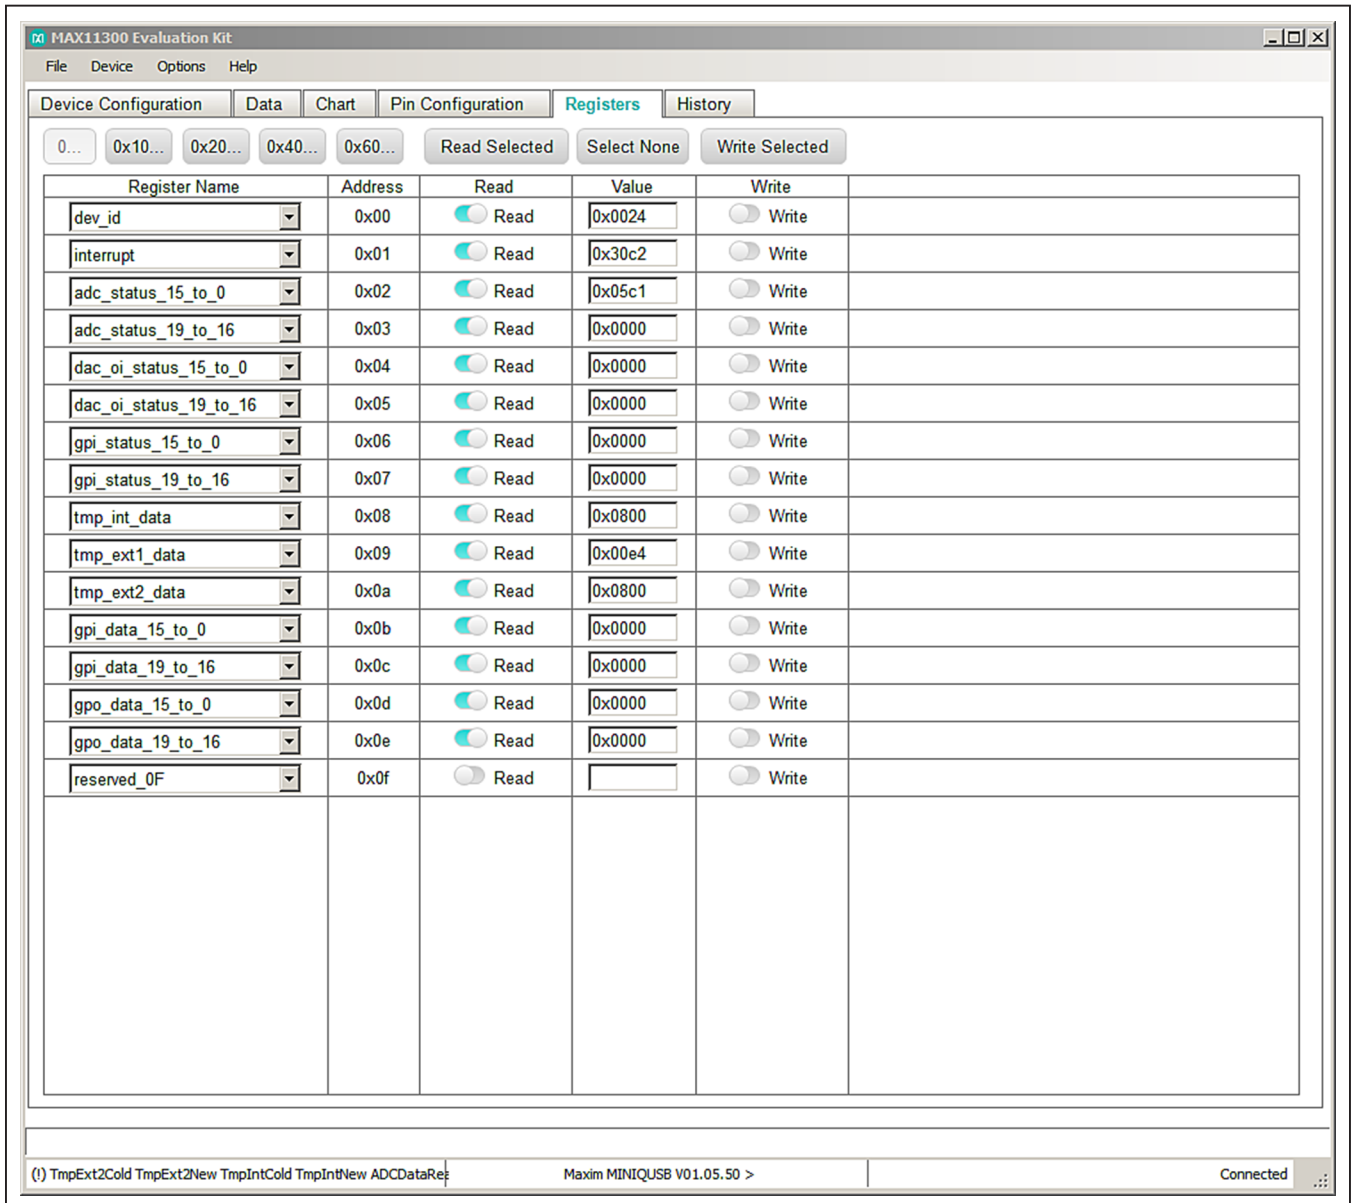 MAX11300 Evaluation Kit
File Device Options Help
Device Configuration Data Chart Pin Configuration Registers History
0... 0x10... 0x20... 0x40... 0x60... Read Selected Select None Write Selected
Register Name Address Read Value Write
dev_id 0x00 Read 0x0024 Write
interrupt 0x01 Read 0x30c2 Write
adc_status_15_to_0 0x02 Read 0x05c1 Write
adc_status_19_to_16 0x03 Read 0x0000 Write
dac_oi_status_15_to_0 0x04 Read 0x0000 Write
dac_oi_status_19_to_16 0x05 Read 0x0000 Write
gpi_status_15_to_0 0x06 Read 0x0000 Write
gpi_status_19_to_16 0x07 Read 0x0000 Write
tmp_int_data 0x08 Read 0x0800 Write
tmp_ext1_data 0x09 Read 0x00e4 Write
tmp_ext2_data 0x0a Read 0x0800 Write
gpi_data_15_to_0 0x0b Read 0x0000 Write
gpi_data_19_to_16 0x0c Read 0x0000 Write
gpo_data_15_to_0 0x0d Read 0x0000 Write
gpo_data_19_to_16 0x0e Read 0x0000 Write
reserved_0F 0x0f Read Write
(!) TmpExt2Cold TmpExt2New TmpIntCold TmpIntNew ADCDataRea Maxim MINIQUSB V01.05.50 > Connected